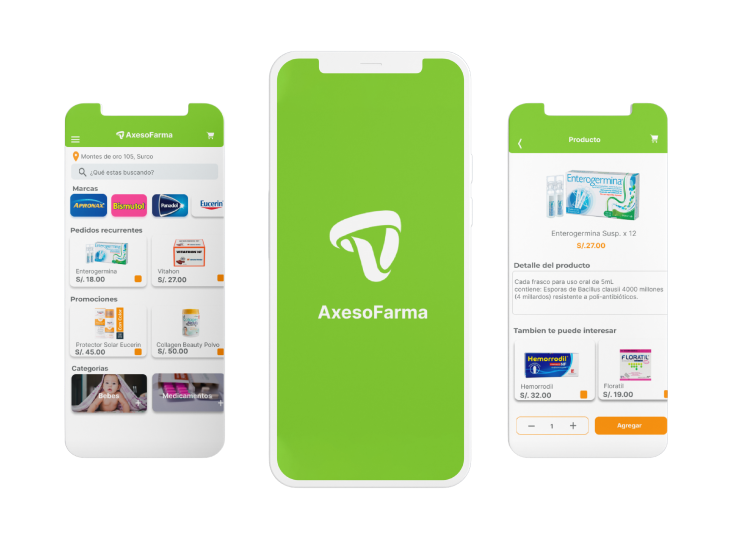 AxesoFarma
Montes de oro 105, Surco
¿Qué estas buscando?
Marcas
APRONAX
Bismutol
Panadol
Eucerin
Pedidos recurrentes
Enterogermina
S/. 18.00
Vitahon
S/. 27.00
Promociones
Protector Solar Eucerin
S/. 45.00
Collagen Beauty Polvo
S/. 50.00
Categorias
Bebes
+
Medicamentos
+
AxesoFarma
Producto
Enterogermina
Enterogermina Susp. x 12
S/.27.00
Detalle del producto
Cada frasco para uso oral de 5mL
contiene: Esporas de Bacillus clausii 4000 millones
(4 millardos) resistente a poli-antibióticos.
Tambien te puede interesar
Hemorrodil
Hemorrodil
S/. 32.00
FLORATIL
Floratil
S/. 19.00
− 1 +
Agregar